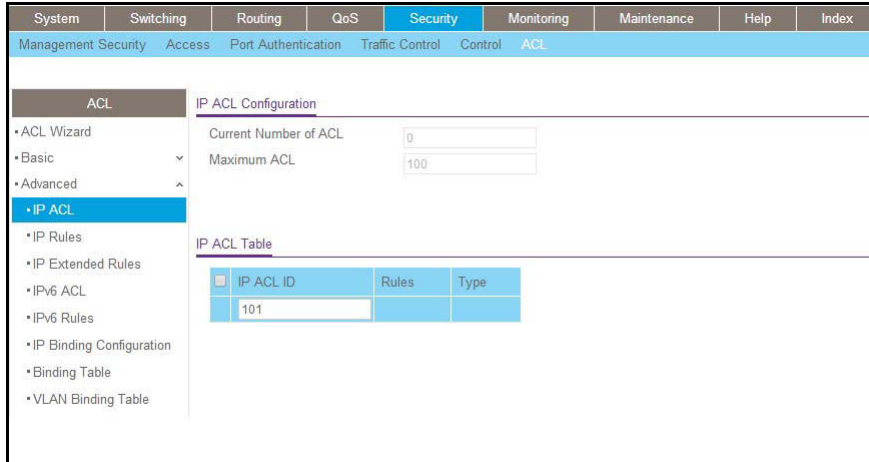 System Switching Routing QoS Security Monitoring Maintenance Help Index
Management Security Access Port Authentication Traffic Control Control ACL
ACL
ACL Wizard
Basic
Advanced
IP ACL
IP Rules
IP Extended Rules
IPv6 ACL
IPv6 Rules
IP Binding Configuration
Binding Table
VLAN Binding Table
IP ACL Configuration
Current Number of ACL 0
Maximum ACL 100
IP ACL Table
IP ACL ID Rules Type
101